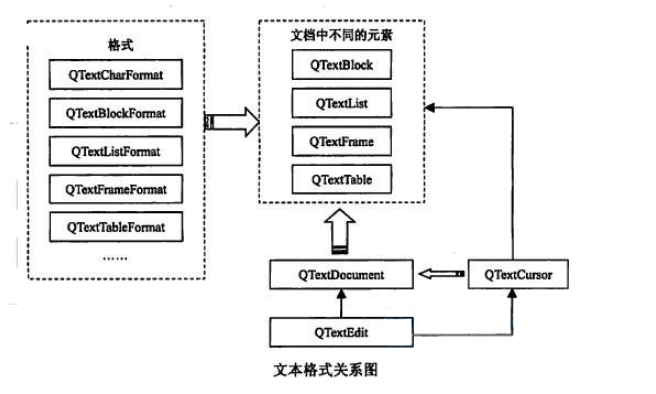 格式
QTextCharFormat
QTextBlockFormat
QTextListFormat
QTextFrameFormat
QTextTableFormat
……
文档中不同的元素
QTextBlock
QTextList
QTextFrame
QTextTable
QTextDocument
QTextCursor
QTextEdit
文本格式关系图